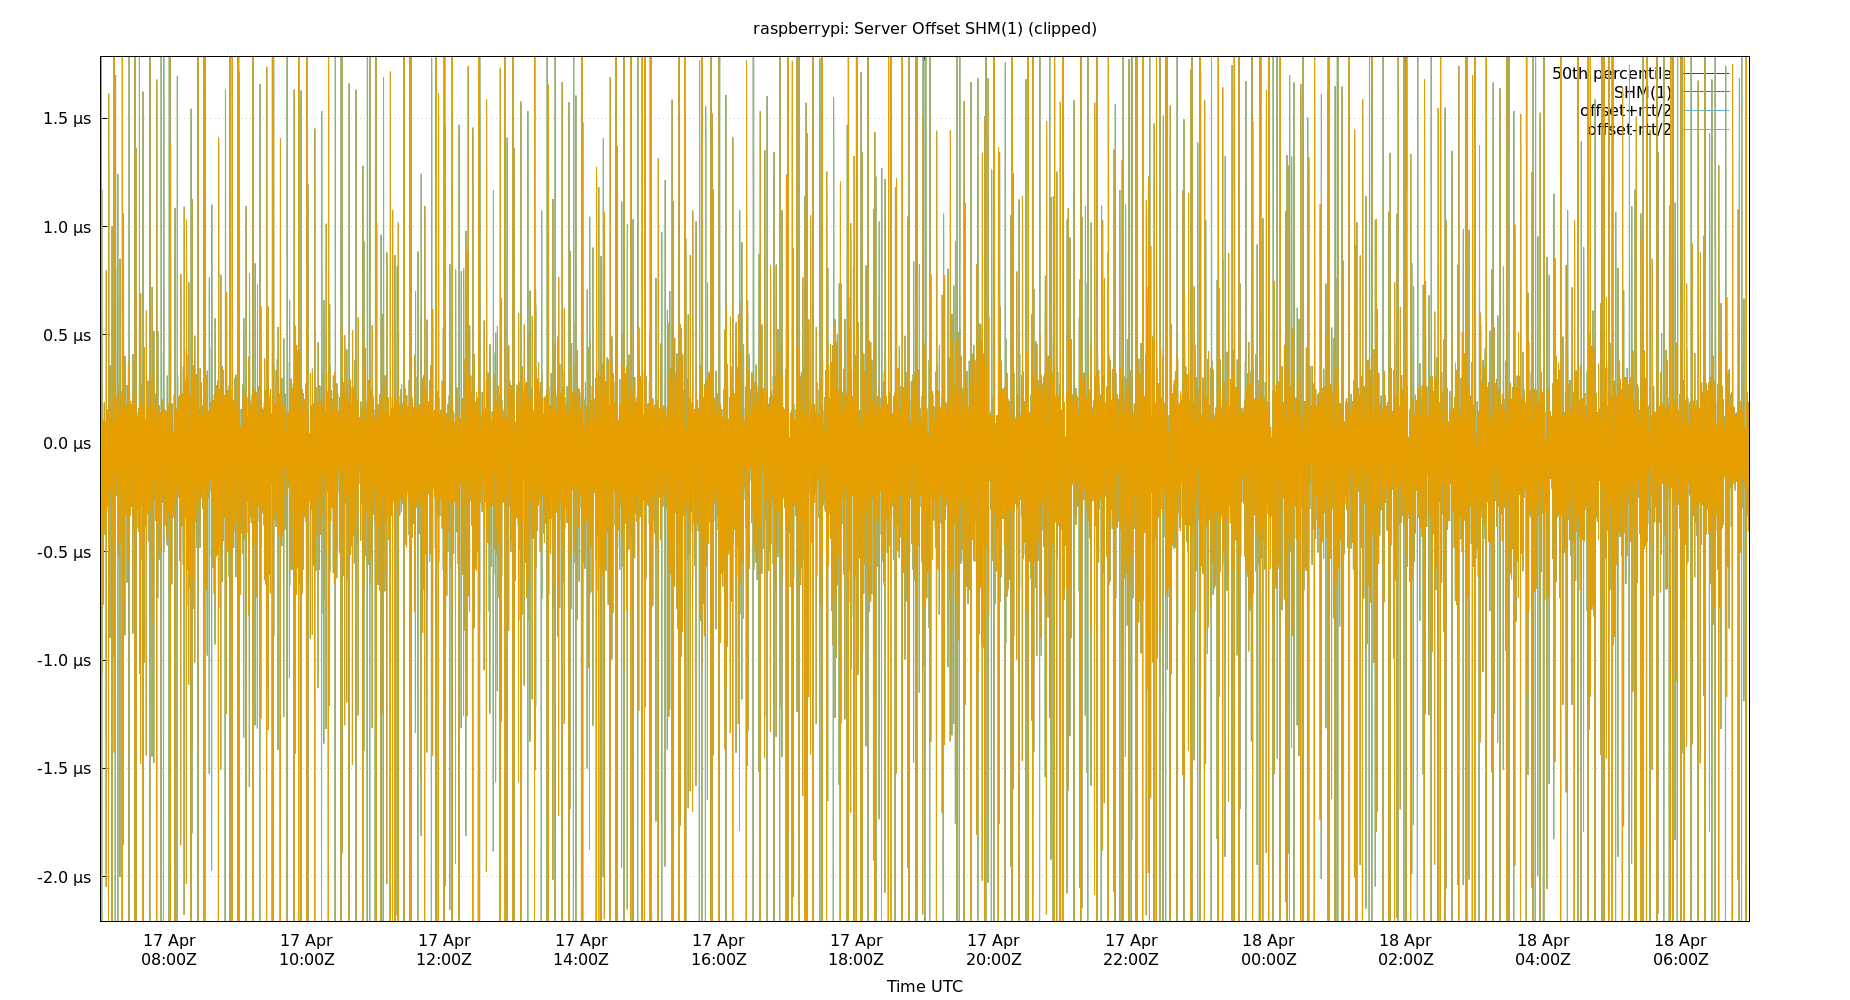 raspberrypi: Server Offset SHM(1) (clipped)
50th percentile
SHM(1)
offset+rtt/2
offset-rtt/2
1.5 µs
1.0 µs
0.5 µs
0.0 µs
-0.5 µs
-1.0 µs
-1.5 µs
-2.0 µs
17 Apr 17 Apr 17 Apr 17 Apr 17 Apr 17 Apr 17 Apr 17 Apr 18 Apr 18 Apr 18 Apr 18 Apr
08:00Z 10:00Z 12:00Z 14:00Z 16:00Z 18:00Z 20:00Z 22:00Z 00:00Z 02:00Z 04:00Z 06:00Z
Time UTC